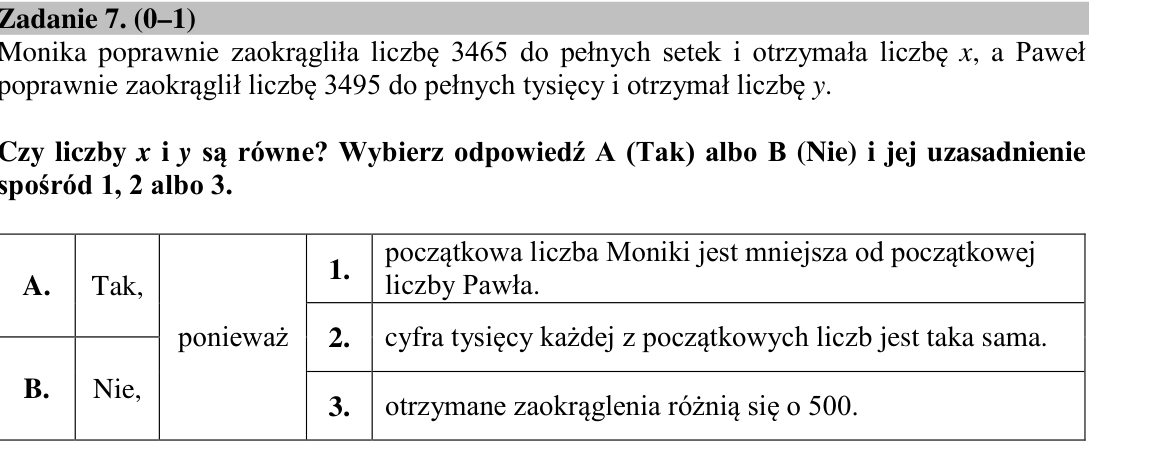 Zadanie 7. (0–1)
Monika poprawnie zaokrągliła liczbę 3465 do pełnych setek i otrzymała liczbę x, a Paweł
poprawnie zaokrąglił liczbę 3495 do pełnych tysięcy i otrzymał liczbę y.
Czy liczby x i y są równe? Wybierz odpowiedź A (Tak) albo B (Nie) i jej uzasadnienie
spośród 1, 2 albo 3.
A. Tak,
B. Nie,
ponieważ
1. początkowa liczba Moniki jest mniejsza od początkowej
liczby Pawła.
2. cyfra tysięcy każdej z początkowych liczb jest taka sama.
3. otrzymane zaokrąglenia różnią się o 500.